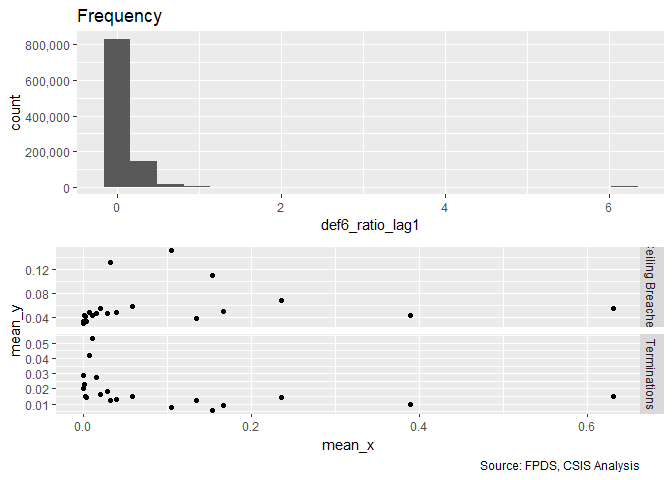 Frequency
800,000
600,000
400,000
200,000
0
count
0 2 4 6
def6_ratio_lag1
0.12
0.08
0.04
eiling Breache
mean_y
0.05
0.04
0.03
0.02
0.01
Terminations
0.0 0.2 0.4 0.6
mean_x
Source: FPDS, CSIS Analysis